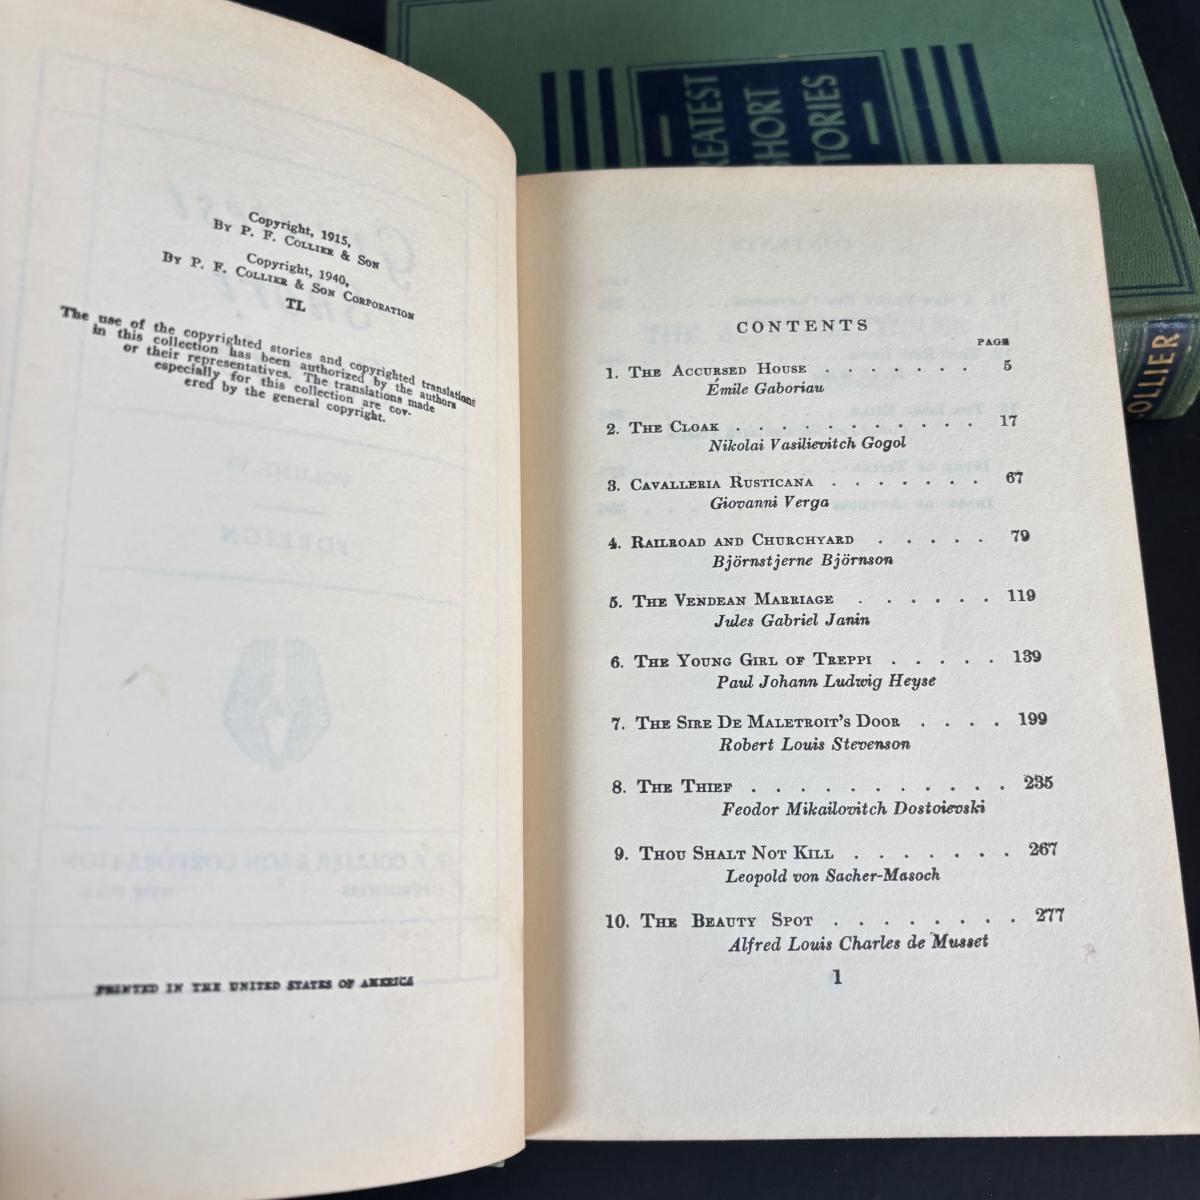 Copyright, 1915,
By P. F. Collier & Son
Copyright, 1940,
By P. F. Collier & Son Corporation
TL
The use of the copyrighted stories and copyrighted translations
in this collection has been authorized by the authors
or their representatives. The translations made
especially for this collection are cov-
ered by the general copyright.
PRINTED IN THE UNITED STATES OF AMERICA
REATEST
SHORT
TORIES
OLLIER
CONTENTS
PAGE
1. The Accursed House . . . . . . . 5
Émile Gaboriau
2. The Cloak . . . . . . . . . . . 17
Nikolai Vasilievitch Gogol
3. Cavalleria Rusticana . . . . . . . 67
Giovanni Verga
4. Railroad and Churchyard . . . . . 79
Björnstjerne Björnson
5. The Vendean Marriage . . . . . . 119
Jules Gabriel Janin
6. The Young Girl of Treppi . . . . . 139
Paul Johann Ludwig Heyse
7. The Sire De Maletroit's Door . . . . 199
Robert Louis Stevenson
8. The Thief . . . . . . . . . . . 235
Feodor Mikailovitch Dostoievski
9. Thou Shalt Not Kill . . . . . . . 267
Leopold von Sacher-Masoch
10. The Beauty Spot . . . . . . . . 277
Alfred Louis Charles de Musset
1